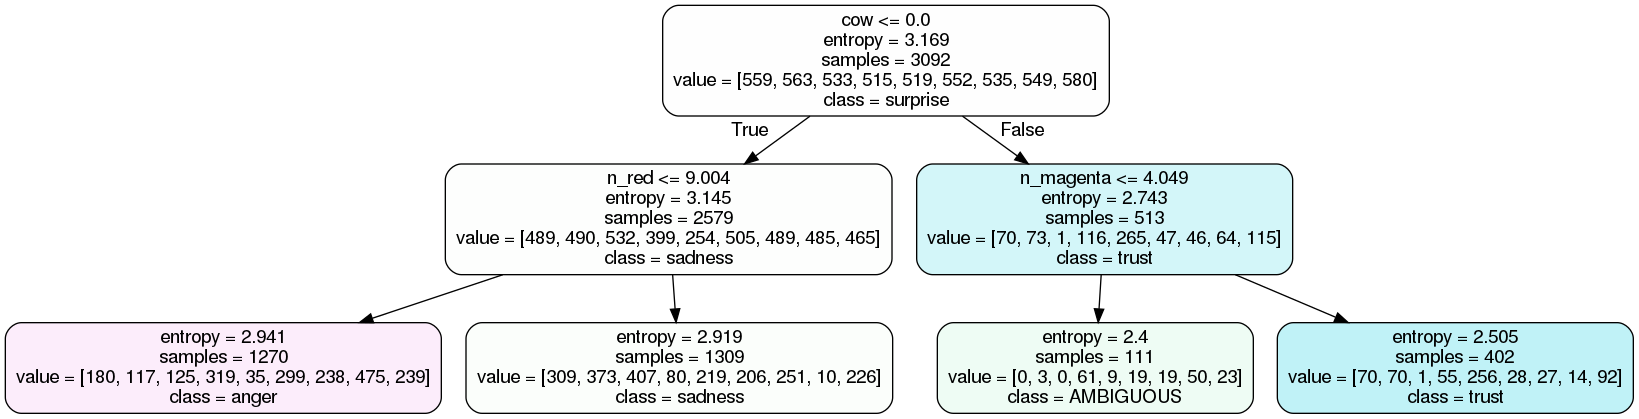 cow <= 0.0
entropy = 3.169
samples = 3092
value = [559, 563, 533, 515, 519, 552, 535, 549, 580]
class = surprise
True
False
n_red <= 9.004
entropy = 3.145
samples = 2579
value = [489, 490, 532, 399, 254, 505, 489, 485, 465]
class = sadness
n_magenta <= 4.049
entropy = 2.743
samples = 513
value = [70, 73, 1, 116, 265, 47, 46, 64, 115]
class = trust
entropy = 2.941
samples = 1270
value = [180, 117, 125, 319, 35, 299, 238, 475, 239]
class = anger
entropy = 2.919
samples = 1309
value = [309, 373, 407, 80, 219, 206, 251, 10, 226]
class = sadness
entropy = 2.4
samples = 111
value = [0, 3, 0, 61, 9, 19, 19, 50, 23]
class = AMBIGUOUS
entropy = 2.505
samples = 402
value = [70, 70, 1, 55, 256, 28, 27, 14, 92]
class = trust